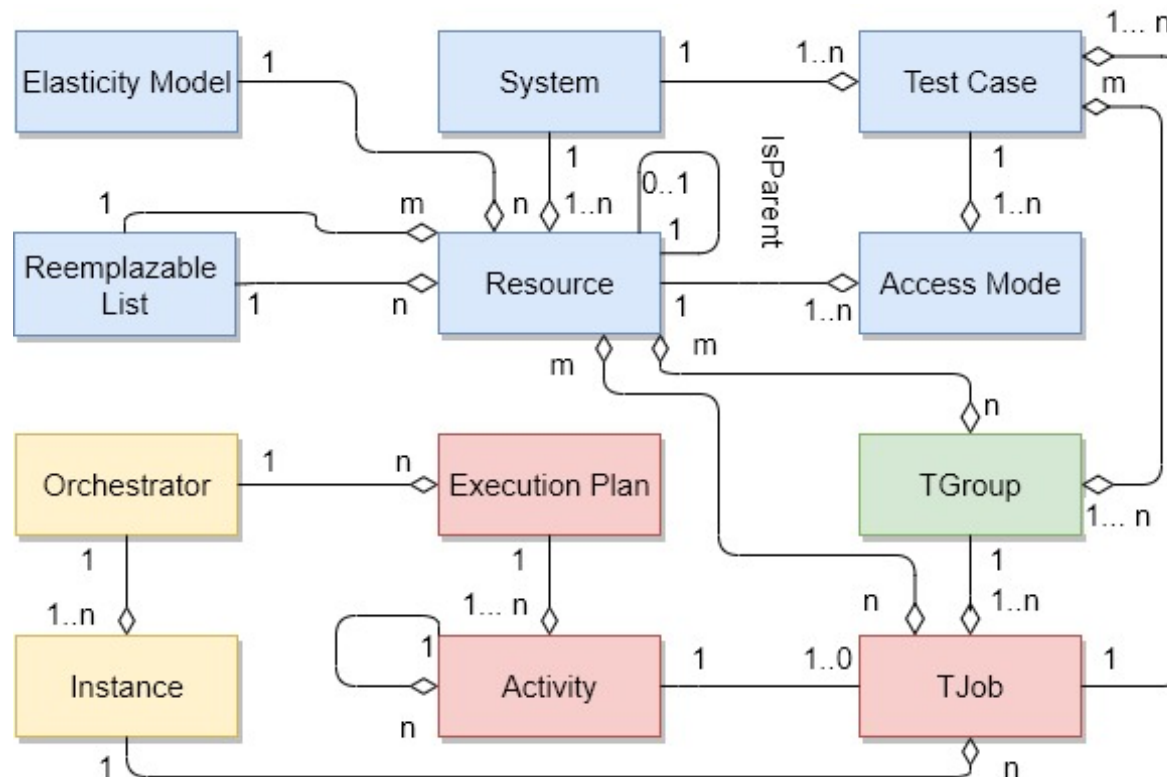 Elasticity Model
1
System
1
1..n
Test Case
1... n
m
1
n
1..n
0..1
1
IsParent
1
1..n
1
m
Reemplazable
List
1
n
Resource
1
1..n
Access Mode
m
m
n
Orchestrator
1
n
Execution Plan
TGroup
1... n
1
1..n
1
1... n
n
1
1..n
Instance
1
n
Activity
1
1..0
TJob
1
1
n